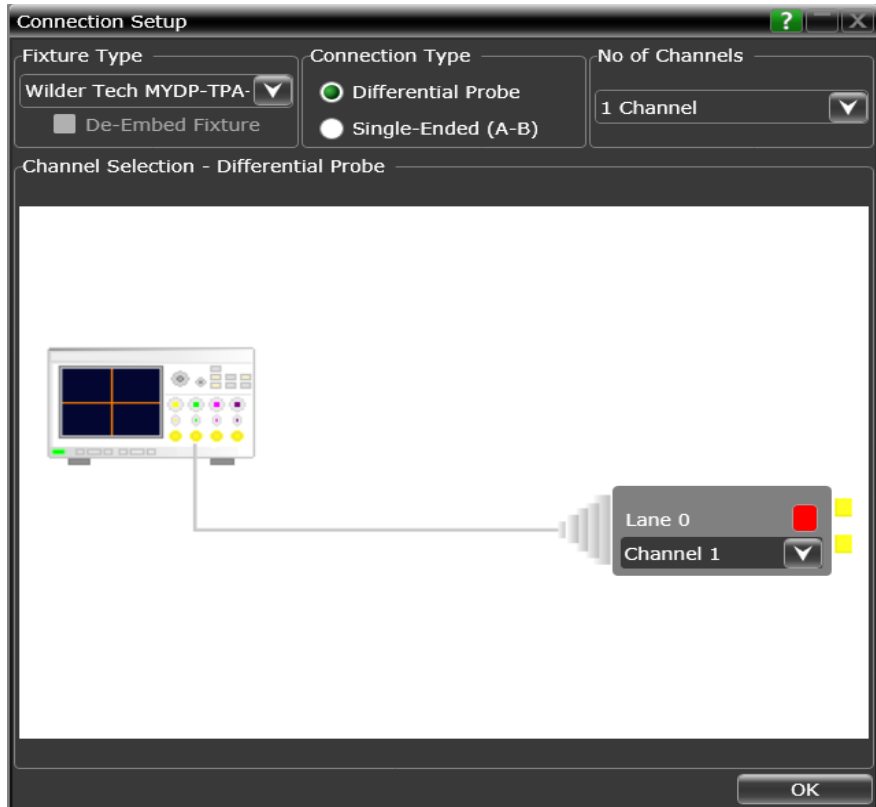 Connection Setup
?
Fixture Type
Wilder Tech MYDP-TPA-
De-Embed Fixture
Connection Type
Differential Probe
Single-Ended (A-B)
No of Channels
1 Channel
Channel Selection - Differential Probe
Lane 0
Channel 1
OK